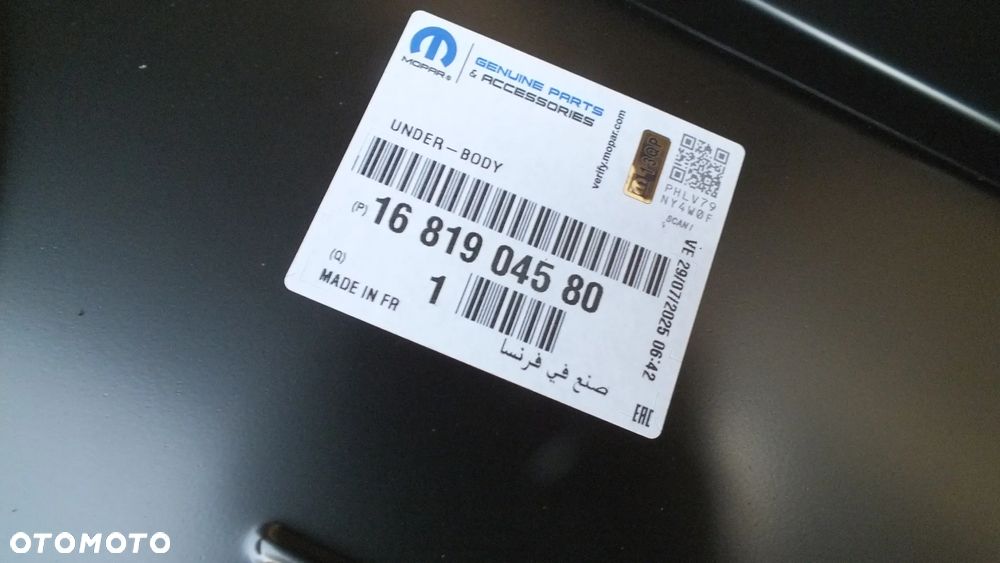 MOPAR®
GENUINE PARTS
& ACCESSORIES
UNDER-BODY
verify.mopar.com
PHLV79
NY4W0F
SCAN!
(P) 16 819 045 80
(Q) 1
MADE IN FR
صنع في فرنسا
VE 29/07/2025 06:42
EAC
OTOMOTO